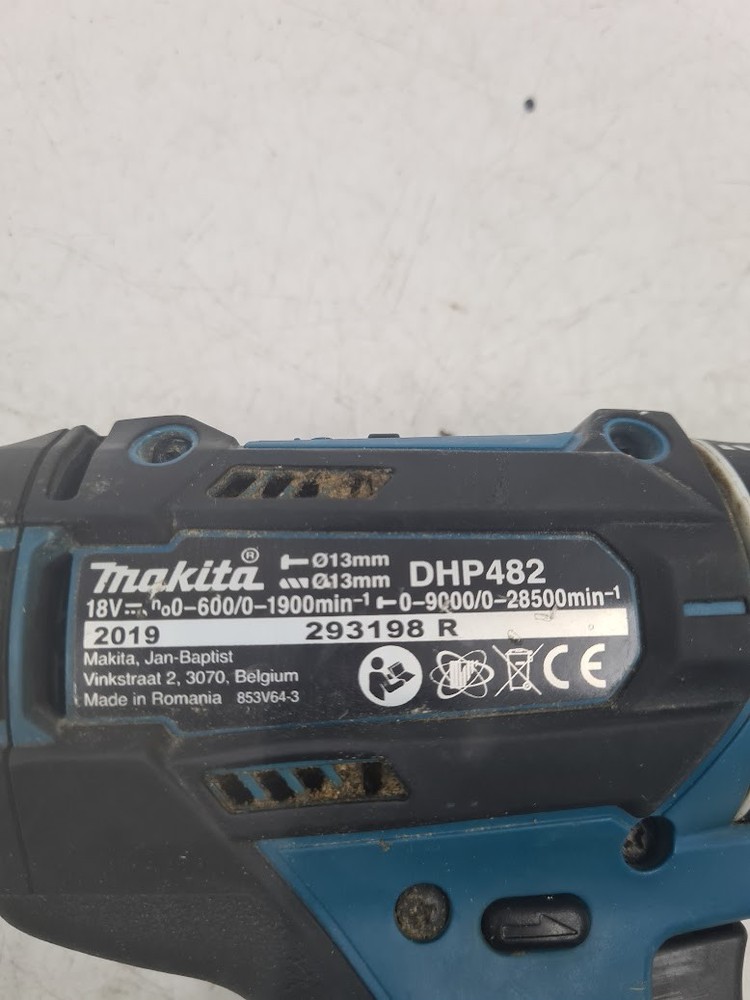 makita® Ø13mm DHP482
Ø13mm
18V n₀0-600/0-1900min⁻¹ 0-9000/0-28500min⁻¹
2019 293198 R
Makita, Jan-Baptist
Vinkstraat 2, 3070, Belgium
Made in Romania 853V64-3
CE